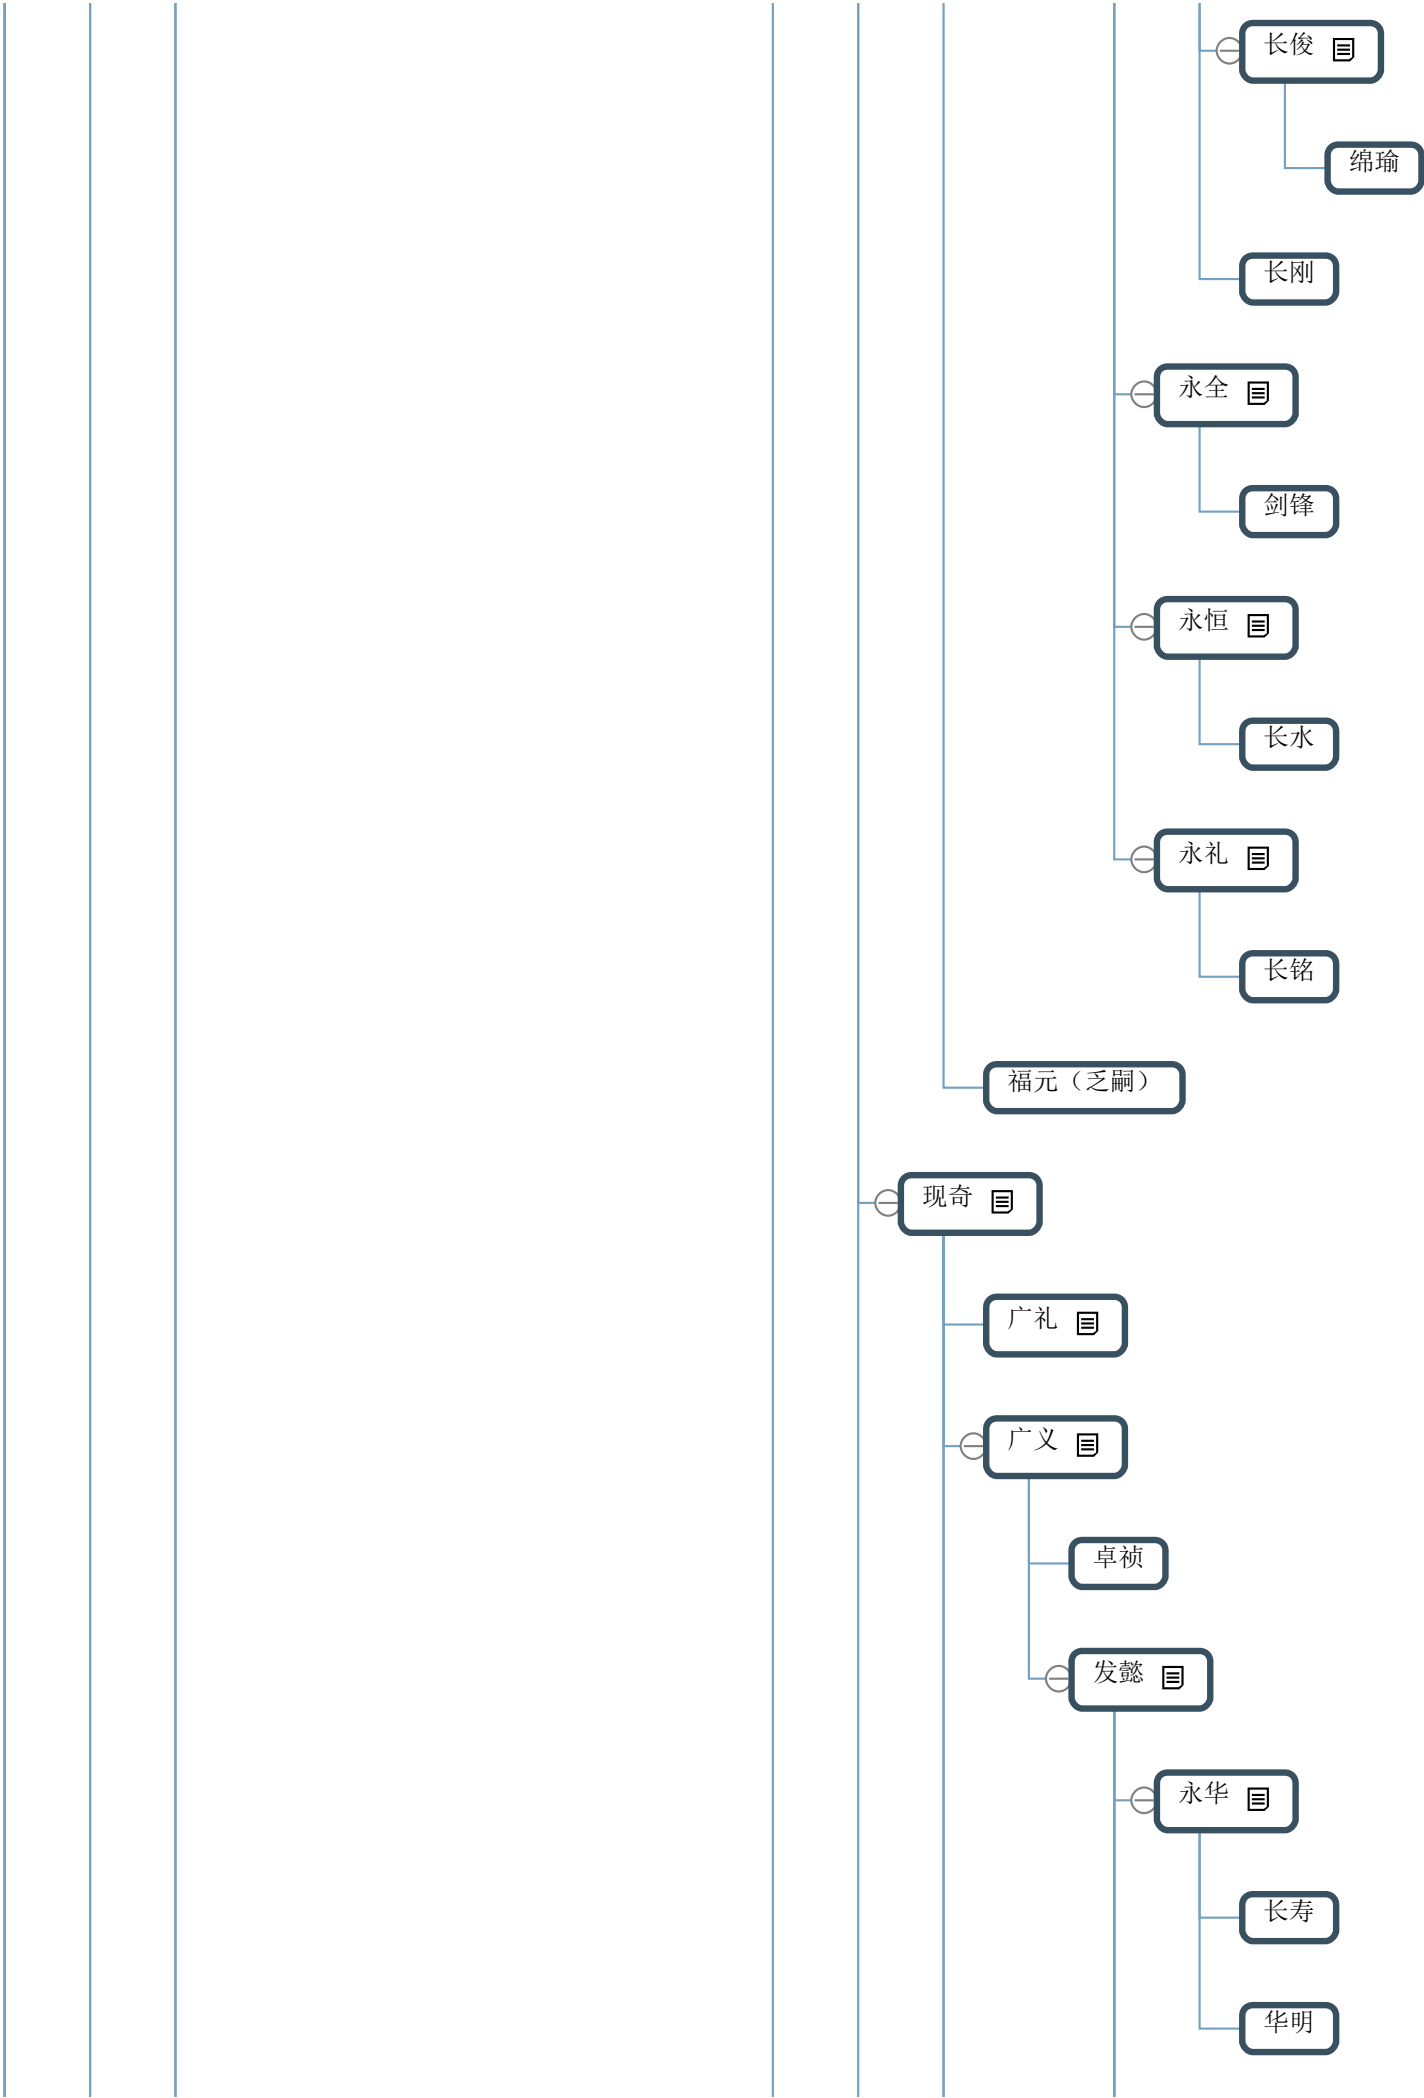 长俊
绵瑜
长刚
永全
剑锋
永恒
长水
永礼
长铭
福元（乏嗣）
现奇
广礼
广义
卓祯
发懿
永华
长寿
华明